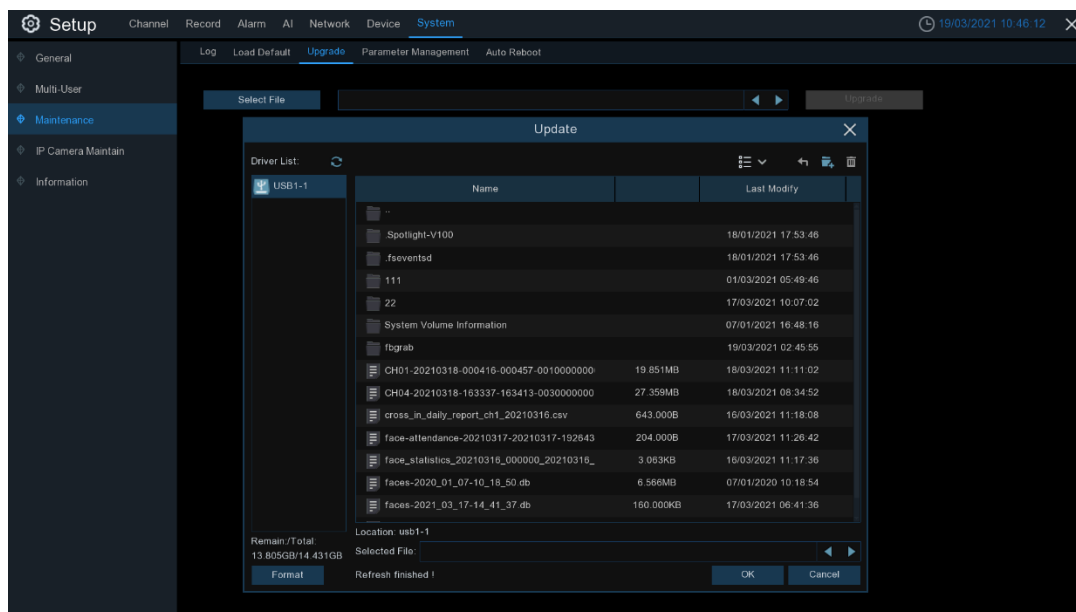 Setup Channel Record Alarm AI Network Device System 19/03/2021 10:46:12
Log Load Default Upgrade Parameter Management Auto Reboot
General
Multi-User
Maintenance
IP Camera Maintain
Information
Select File Upgrade
Update
Driver List:
USB1-1
Name Last Modify
..
.Spotlight-V100 18/01/2021 17:53:46
.fseventsd 18/01/2021 17:53:46
111 01/03/2021 05:49:46
22 17/03/2021 10:07:02
System Volume Information 07/01/2021 16:48:16
fbgrab 19/03/2021 02:45:55
CH01-20210318-000416-000457-0010000000 19.851MB 18/03/2021 11:11:02
CH04-20210318-163337-163413-0030000000 27.359MB 18/03/2021 08:34:52
cross_in_daily_report_ch1_20210316.csv 643.000B 16/03/2021 11:18:08
face-attendance-20210317-20210317-192643 204.000B 17/03/2021 11:26:42
face_statistics_20210316_000000_20210316_ 3.063KB 16/03/2021 11:17:36
faces-2020_01_07-10_18_50.db 6.566MB 07/01/2020 10:18:54
faces-2021_03_17-14_41_37.db 160.000KB 17/03/2021 06:41:36
Remain:/Total:
13.805GB/14.431GB
Format
Location: usb1-1
Selected File:
Refresh finished !
OK Cancel